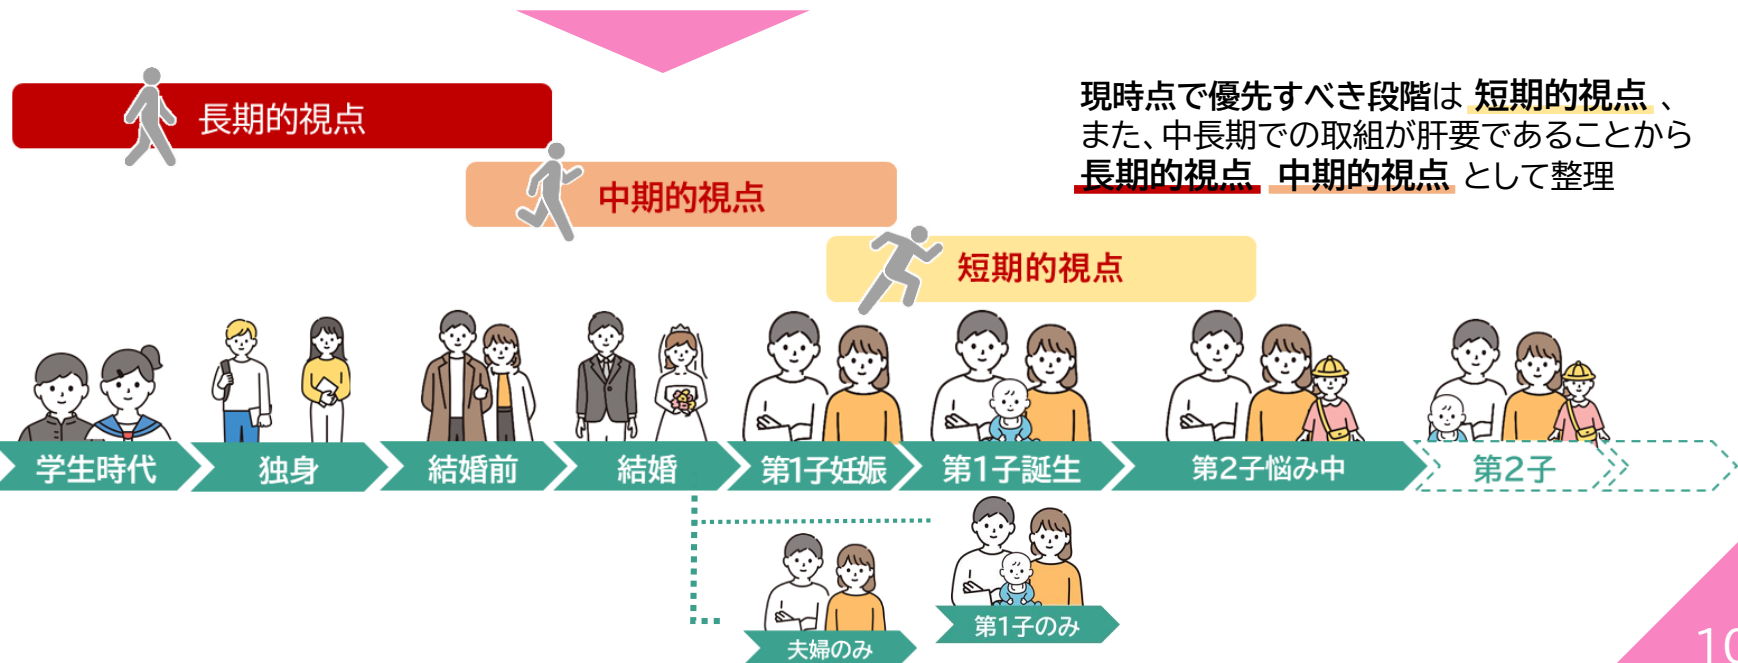 長期的視点
現時点で優先すべき段階は 短期的視点 、
また、中長期での取組が肝要であることから
長期的視点 中期的視点 として整理
中期的視点
短期的視点
学生時代
独身
結婚前
結婚
第1子妊娠
第1子誕生
第2子悩み中
第2子
第1子のみ
夫婦のみ
10